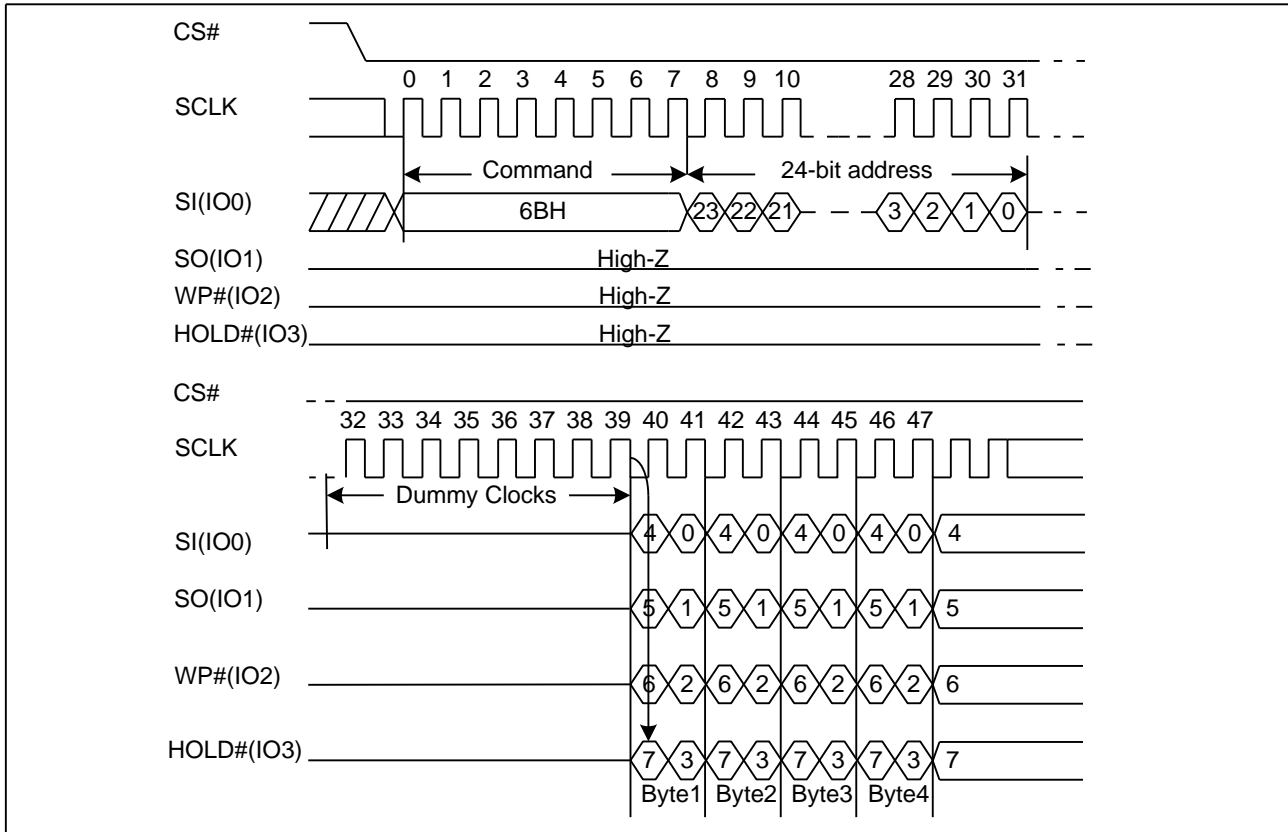 CS#
0 1 2 3 4 5 6 7 8 9 10 28 29 30 31
SCLK
Command 24-bit address
SI(IO0) 6BH 23 22 21 3 2 1 0
SO(IO1) High-Z
WP#(IO2) High-Z
HOLD#(IO3) High-Z
CS#
32 33 34 35 36 37 38 39 40 41 42 43 44 45 46 47
SCLK
Dummy Clocks
SI(IO0) 4 0 4 0 4 0 4 0 4
SO(IO1) 5 1 5 1 5 1 5 1 5
WP#(IO2) 6 2 6 2 6 2 6 2 6
HOLD#(IO3) 7 3 7 3 7 3 7 3 7
Byte1 Byte2 Byte3 Byte4